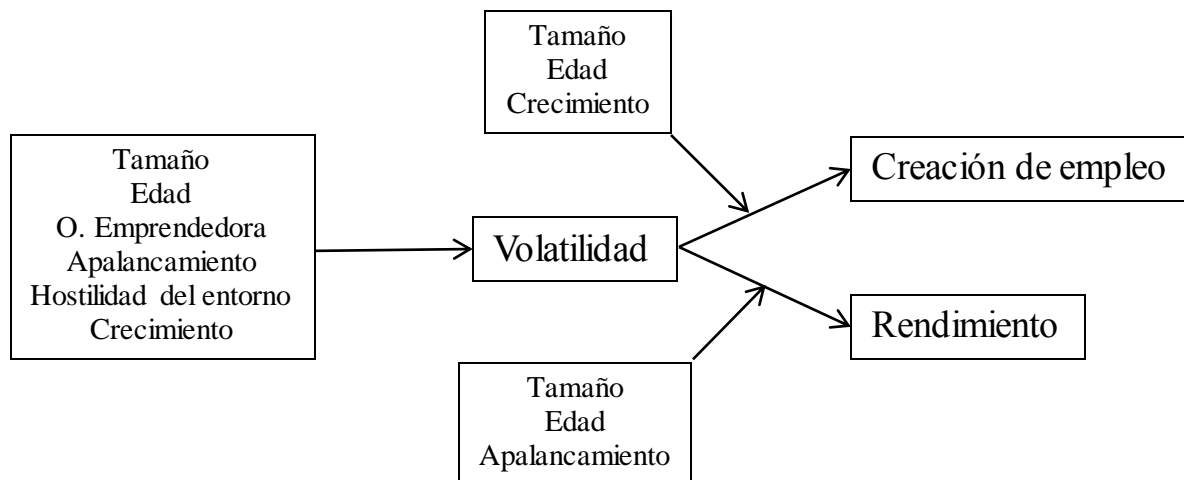 Tamaño
Edad
Crecimiento
Tamaño
Edad
O. Emprendedora
Apalancamiento
Hostilidad del entorno
Crecimiento
Volatilidad
Creación de empleo
Rendimiento
Tamaño
Edad
Apalancamiento